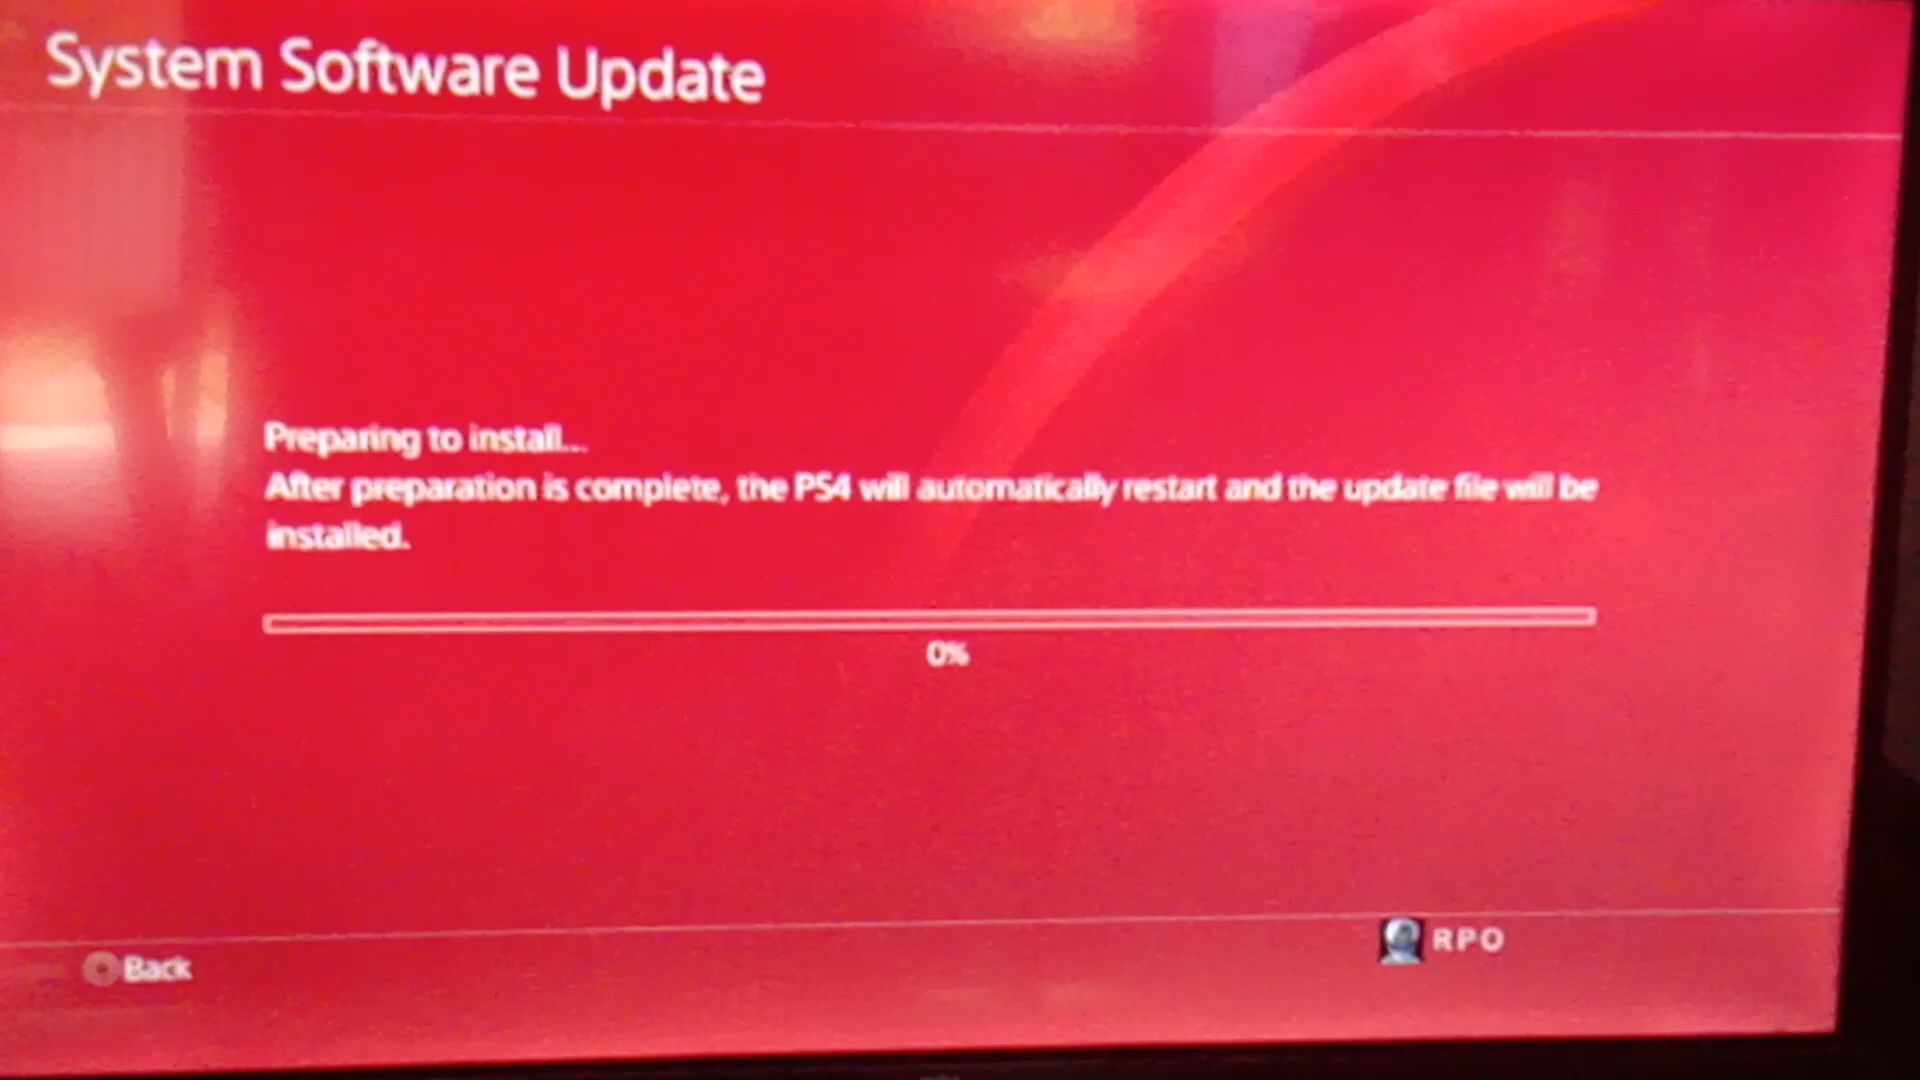 System Software Update
Preparing to install...
After preparation is complete, the PS4 will automatically restart and the update file will be
installed.
0%
Back
RPO